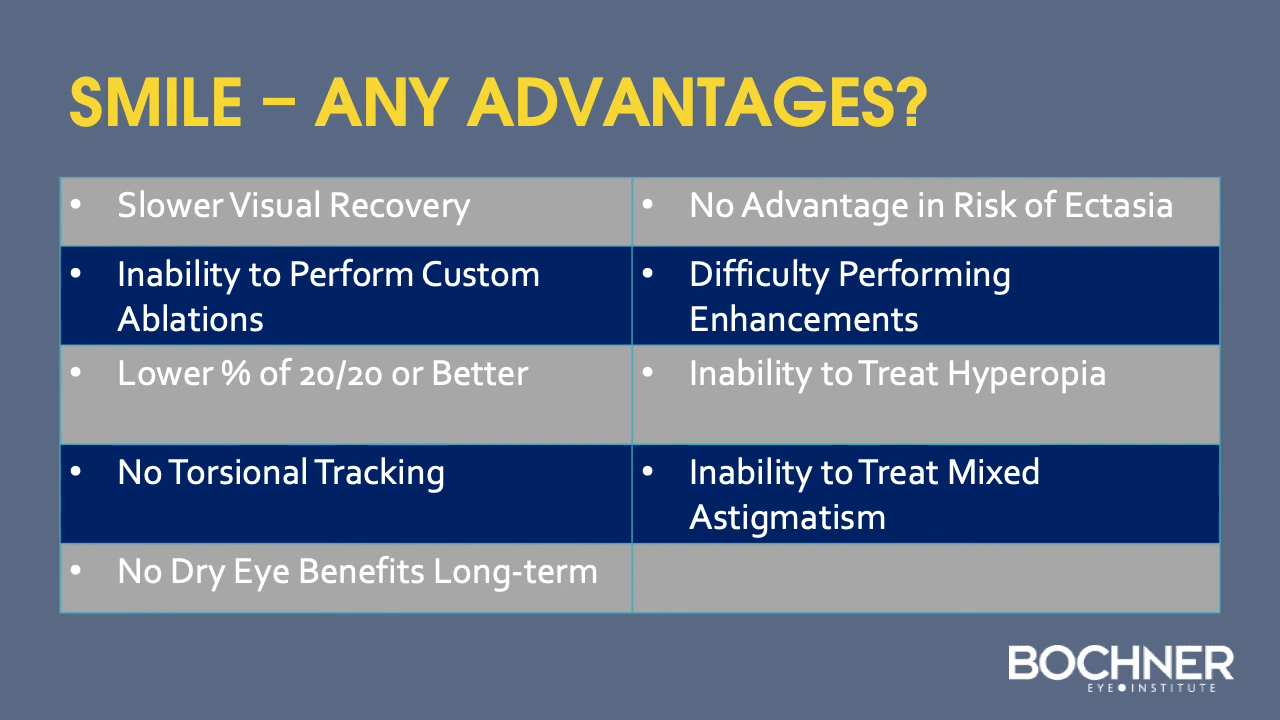 SMILE – ANY ADVANTAGES?
• Slower Visual Recovery
• No Advantage in Risk of Ectasia
• Inability to Perform Custom
Ablations
• Difficulty Performing
Enhancements
• Lower % of 20/20 or Better
• Inability to Treat Hyperopia
• No Torsional Tracking
• Inability to Treat Mixed
Astigmatism
• No Dry Eye Benefits Long-term
BOCHNER
EYE•INSTITUTE